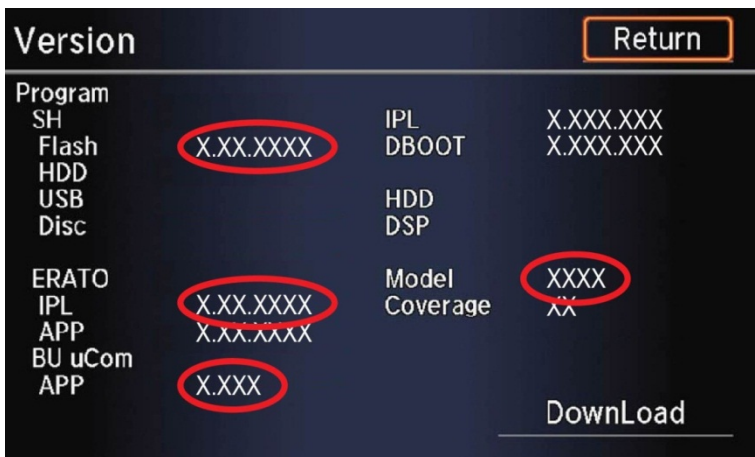 Version
Return
Program
SH IPL X.XXX.XXX
Flash X.XX.XXXX DBOOT X.XXX.XXX
HDD
USB HDD
Disc DSP
ERATO Model XXXX
IPL X.XX.XXXX Coverage XX
APP X.XX.XXXX
BU uCom
APP X.XXX
DownLoad